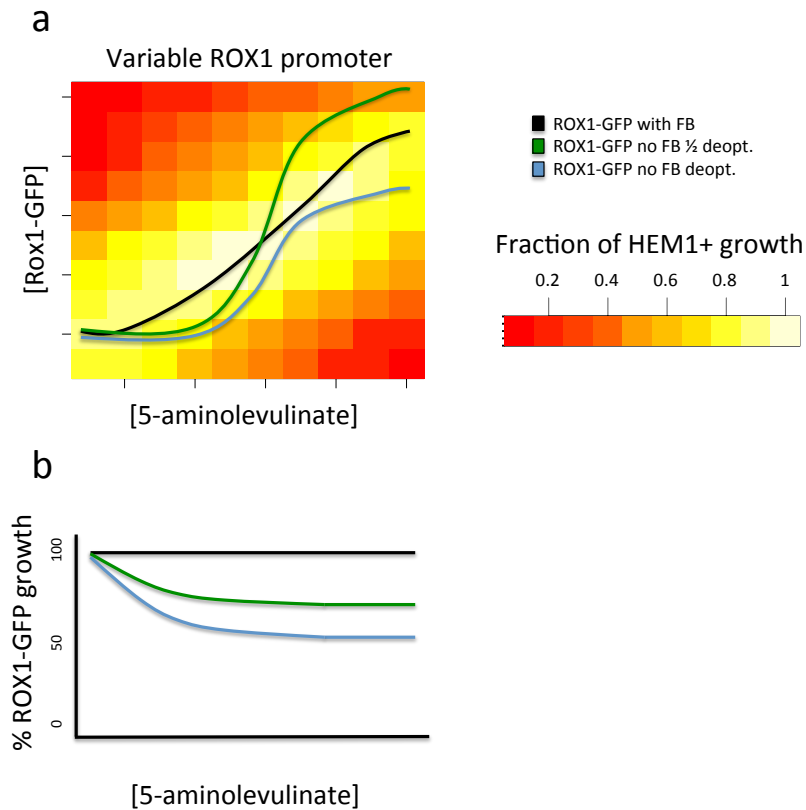 a
Variable ROX1 promoter
[Rox1-GFP]
[5-aminolevulinate]
ROX1-GFP with FB
ROX1-GFP no FB ½ deopt.
ROX1-GFP no FB deopt.
Fraction of HEM1+ growth
0.2 0.4 0.6 0.8 1
b
% ROX1-GFP growth
100
50
0
[5-aminolevulinate]